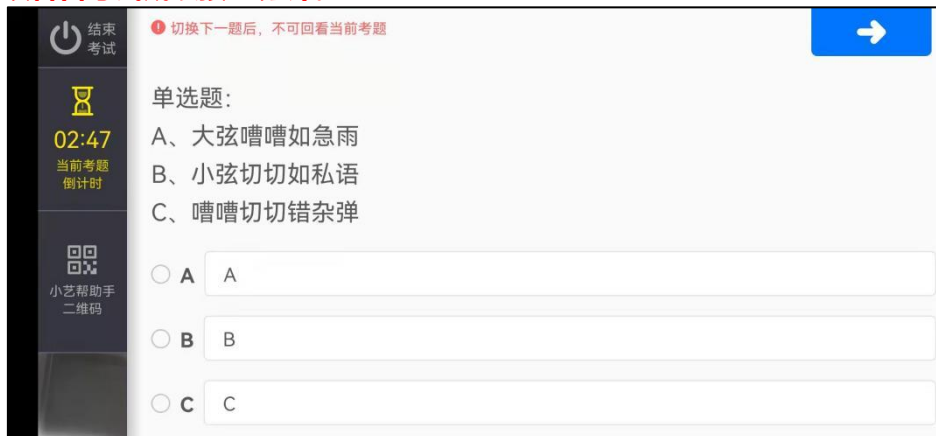 结束
考试
切换下一题后，不可回看当前考题
02:47
当前考题
倒计时
小艺帮助手
二维码
单选题：
A、大弦嘈嘈如急雨
B、小弦切切如私语
C、嘈嘈切切错杂弹
A A
B B
C C